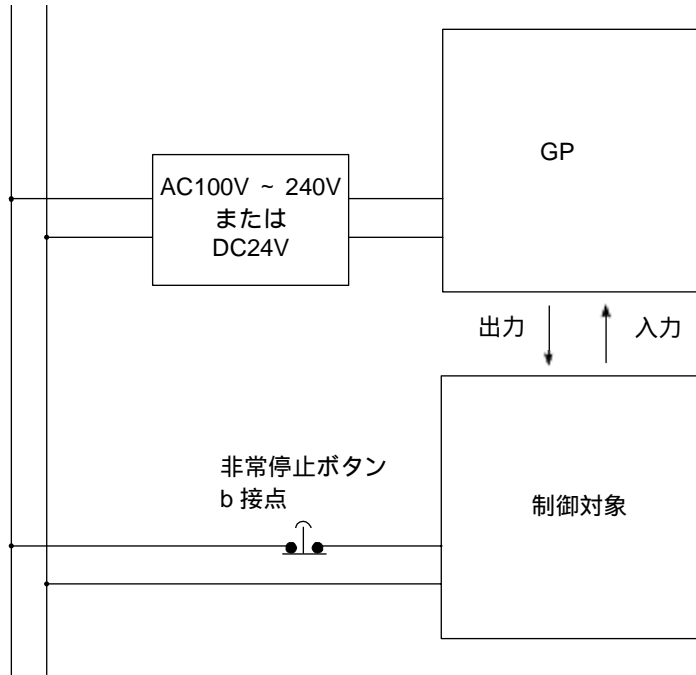 GP
AC100V ~ 240V
または
DC24V
出力
入力
非常停止ボタン
b 接点
制御対象